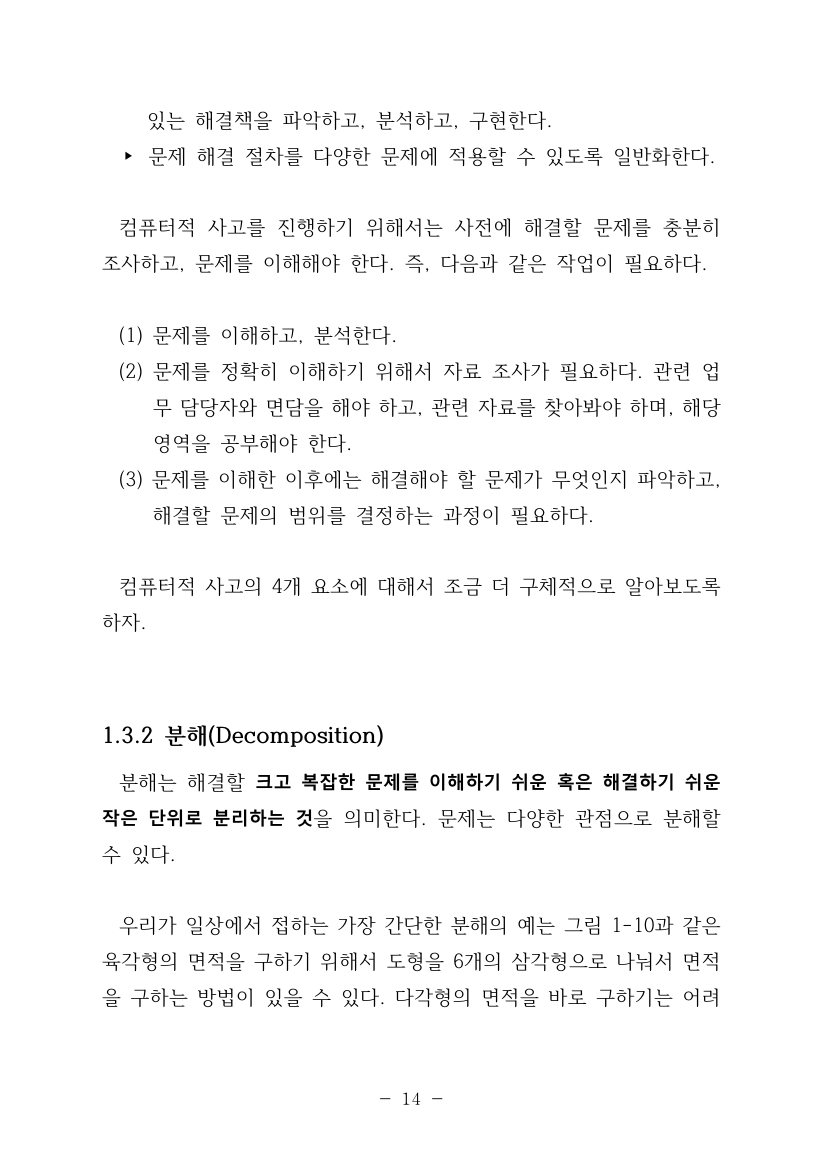 있는 해결책을 파악하고, 분석하고, 구현한다.
▸ 문제 해결 절차를 다양한 문제에 적용할 수 있도록 일반화한다.
컴퓨터적 사고를 진행하기 위해서는 사전에 해결할 문제를 충분히
조사하고, 문제를 이해해야 한다. 즉, 다음과 같은 작업이 필요하다.
(1) 문제를 이해하고, 분석한다.
(2) 문제를 정확히 이해하기 위해서 자료 조사가 필요하다. 관련 업
무 담당자와 면담을 해야 하고, 관련 자료를 찾아봐야 하며, 해당
영역을 공부해야 한다.
(3) 문제를 이해한 이후에는 해결해야 할 문제가 무엇인지 파악하고,
해결할 문제의 범위를 결정하는 과정이 필요하다.
컴퓨터적 사고의 4개 요소에 대해서 조금 더 구체적으로 알아보도록
하자.
1.3.2 분해(Decomposition)
분해는 해결할 크고 복잡한 문제를 이해하기 쉬운 혹은 해결하기 쉬운
작은 단위로 분리하는 것을 의미한다. 문제는 다양한 관점으로 분해할
수 있다.
우리가 일상에서 접하는 가장 간단한 분해의 예는 그림 1-10과 같은
육각형의 면적을 구하기 위해서 도형을 6개의 삼각형으로 나눠서 면적
을 구하는 방법이 있을 수 있다. 다각형의 면적을 바로 구하기는 어려
- 14 -